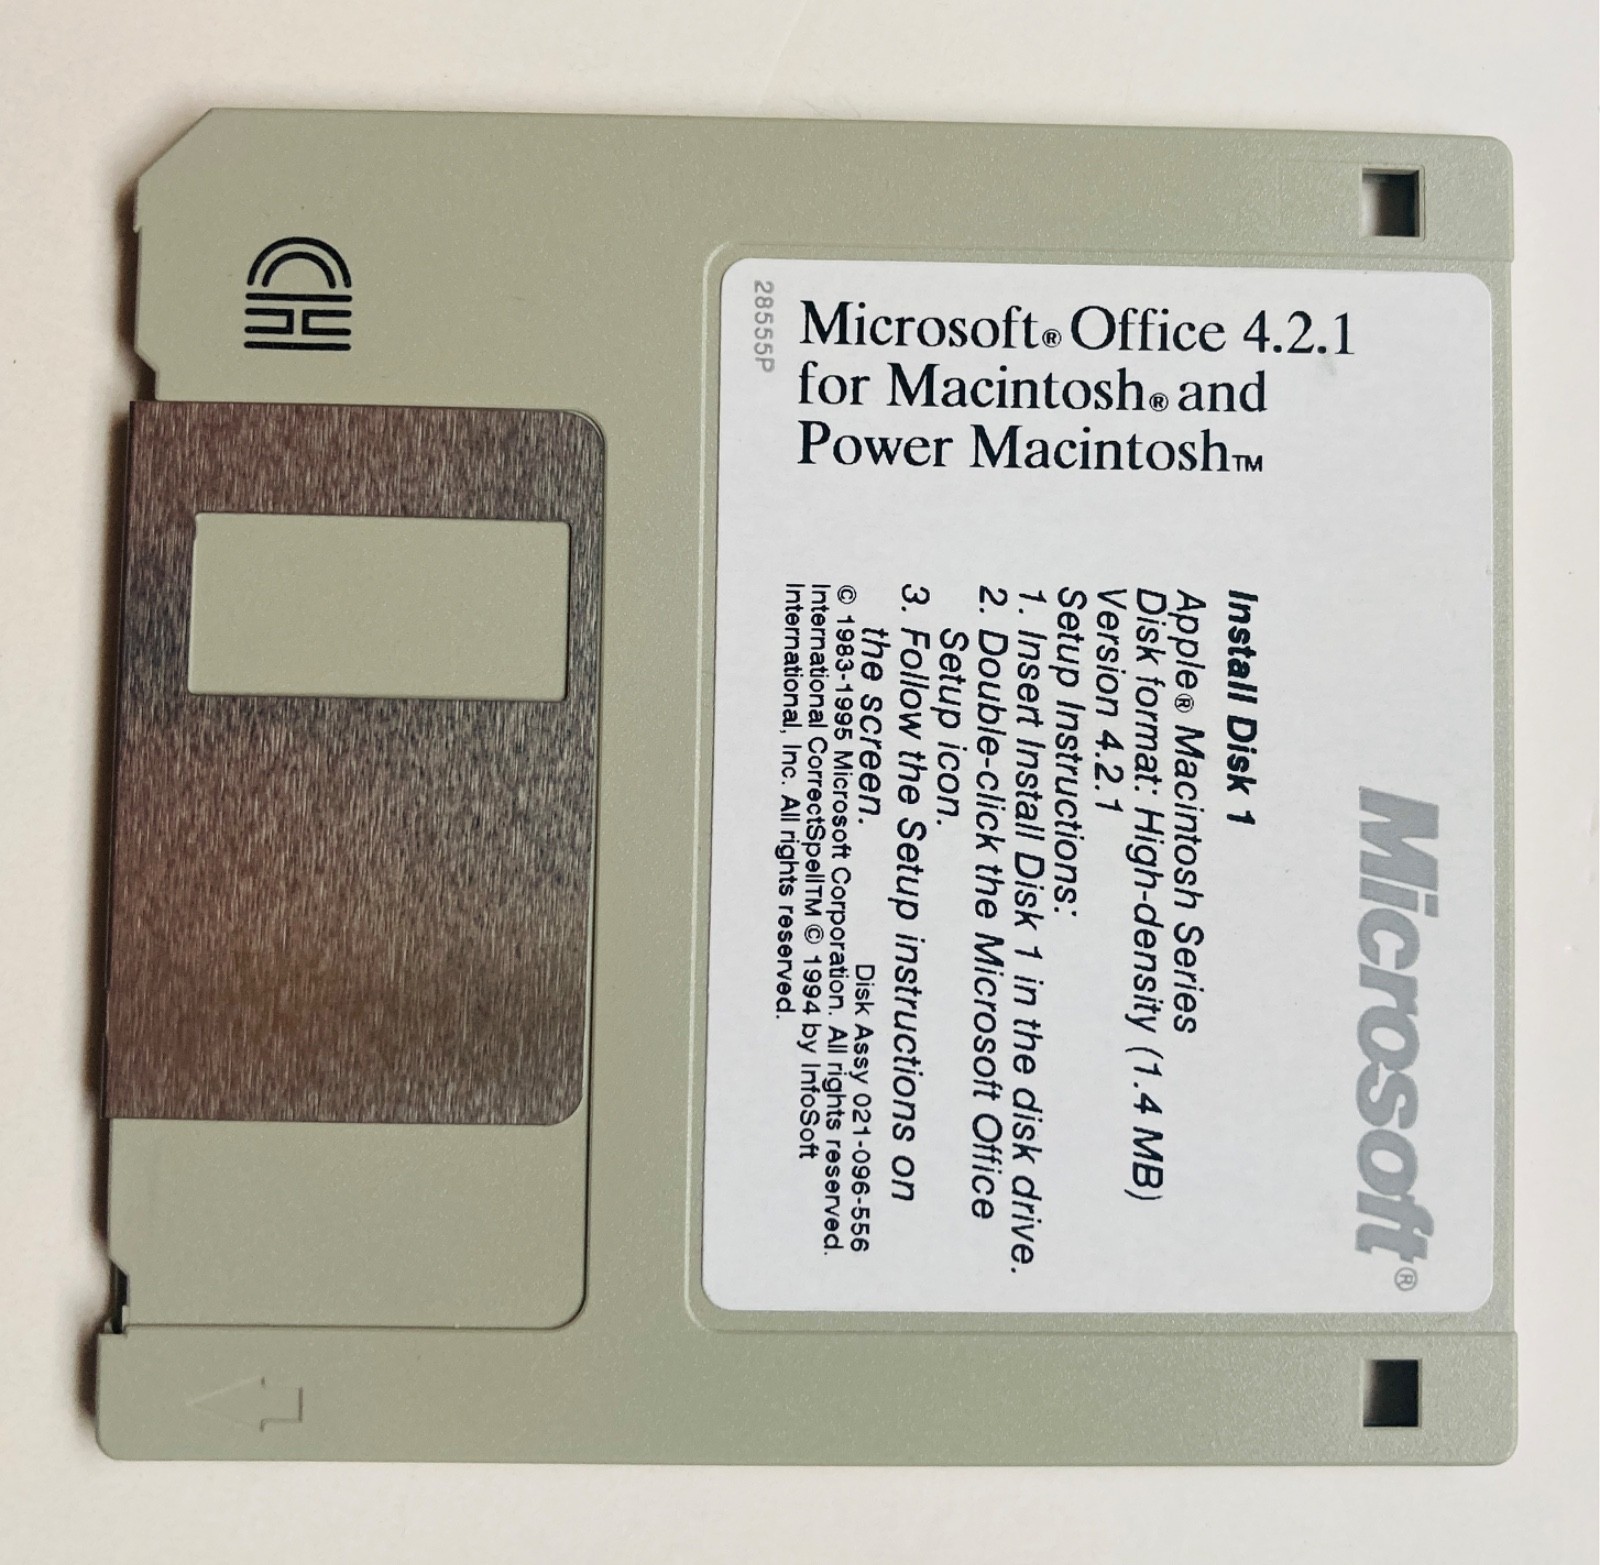 Microsoft® Office 4.2.1
for Macintosh® and
Power Macintosh™
28555P
Microsoft®
Install Disk 1
Apple® Macintosh Series
Disk format: High-density (1.4 MB)
Version 4.2.1
Setup Instructions:
1. Insert Install Disk 1 in the disk drive.
2. Double-click the Microsoft Office
Setup icon.
3. Follow the Setup instructions on
the screen.
Disk Assy 021-096-556
© 1983-1995 Microsoft Corporation. All rights reserved.
International CorrectSpell™ © 1994 by InfoSoft
International, Inc. All rights reserved.
HD